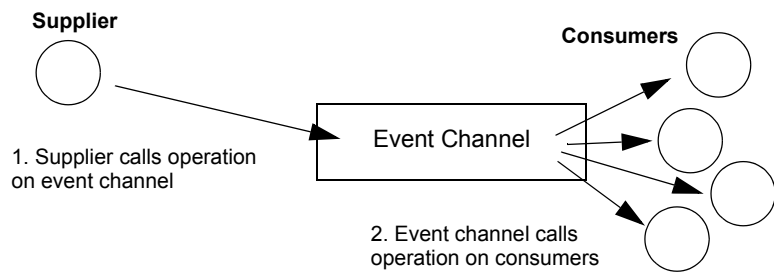 Supplier
Consumers
Event Channel
1. Supplier calls operation
on event channel
2. Event channel calls
operation on consumers